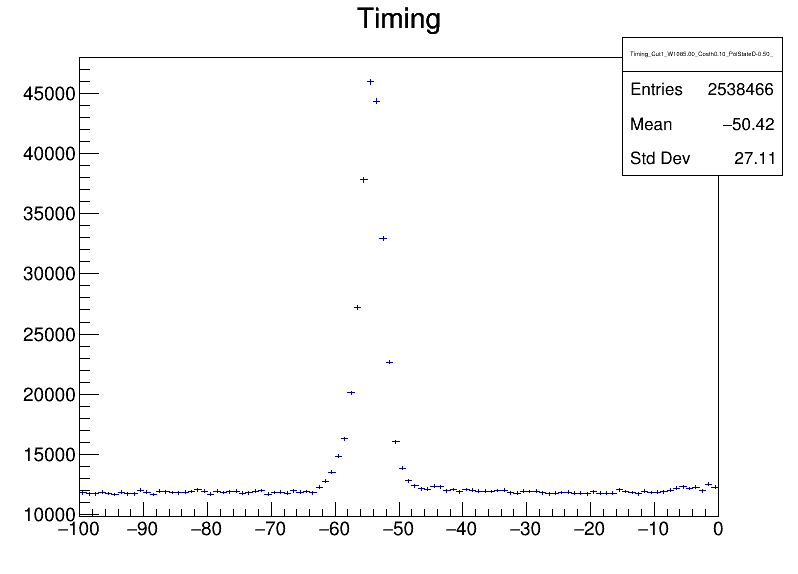 Timing
Timing_Cut1_W1085.00_Costh0.10_PolStateD-0.50_
Entries 2538466
Mean −50.42
Std Dev 27.11
45000
40000
35000
30000
25000
20000
15000
10000
−100 −90 −80 −70 −60 −50 −40 −30 −20 −10 0